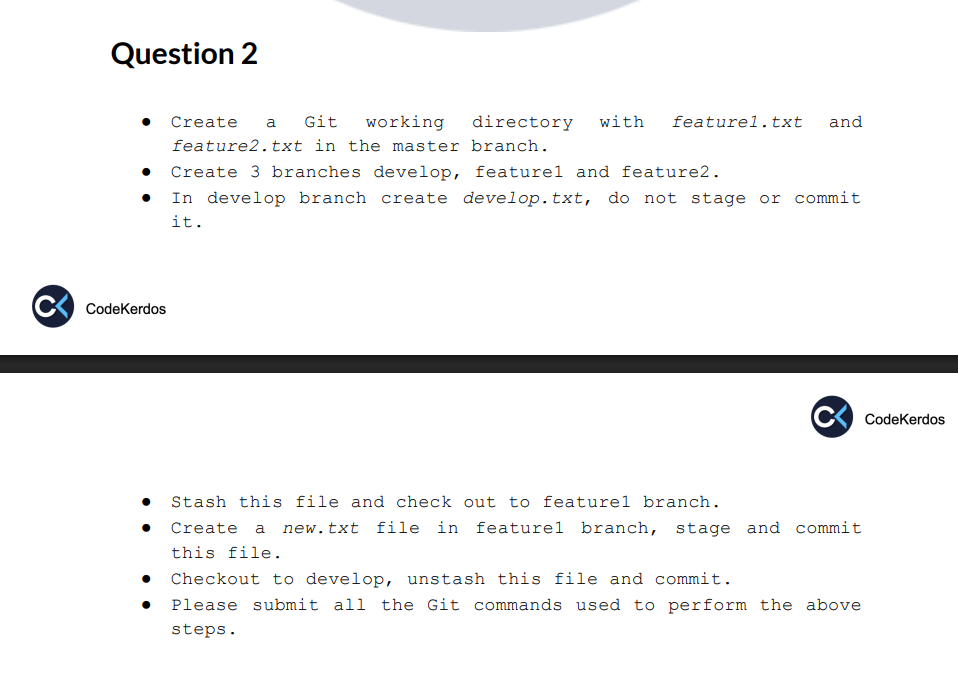 Question 2
● Create a Git working directory with feature1.txt and
feature2.txt in the master branch.
● Create 3 branches develop, feature1 and feature2.
● In develop branch create develop.txt, do not stage or commit
it.
CK CodeKerdos
CK CodeKerdos
● Stash this file and check out to feature1 branch.
● Create a new.txt file in feature1 branch, stage and commit
this file.
● Checkout to develop, unstash this file and commit.
● Please submit all the Git commands used to perform the above
steps.